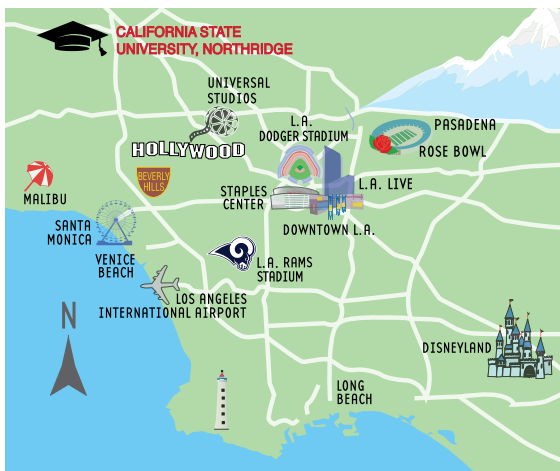 CALIFORNIA STATE
UNIVERSITY, NORTHRIDGE
UNIVERSAL
STUDIOS
L.A.
DODGER STADIUM
PASADENA
ROSE BOWL
HOLLYWOOD
BEVERLY
HILLS
MALIBU
STAPLES
CENTER
L.A. LIVE
DOWNTOWN L.A.
SANTA
MONICA
VENICE
BEACH
L.A. RAMS
STADIUM
LOS ANGELES
INTERNATIONAL AIRPORT
N
DISNEYLAND
LONG
BEACH